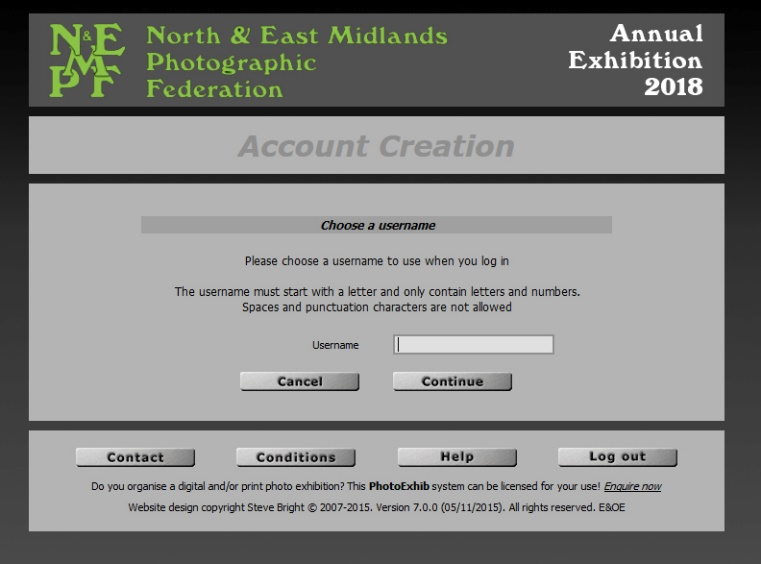 N&E
MPF
North & East Midlands
Photographic
Federation
Annual
Exhibition
2018
Account Creation
Choose a username
Please choose a username to use when you log in
The username must start with a letter and only contain letters and numbers.
Spaces and punctuation characters are not allowed
Username
Cancel Continue
Contact Conditions Help Log out
Do you organise a digital and/or print photo exhibition? This PhotoExhib system can be licensed for your use! Enquire now
Website design copyright Steve Bright © 2007-2015. Version 7.0.0 (05/11/2015). All rights reserved. E&OE